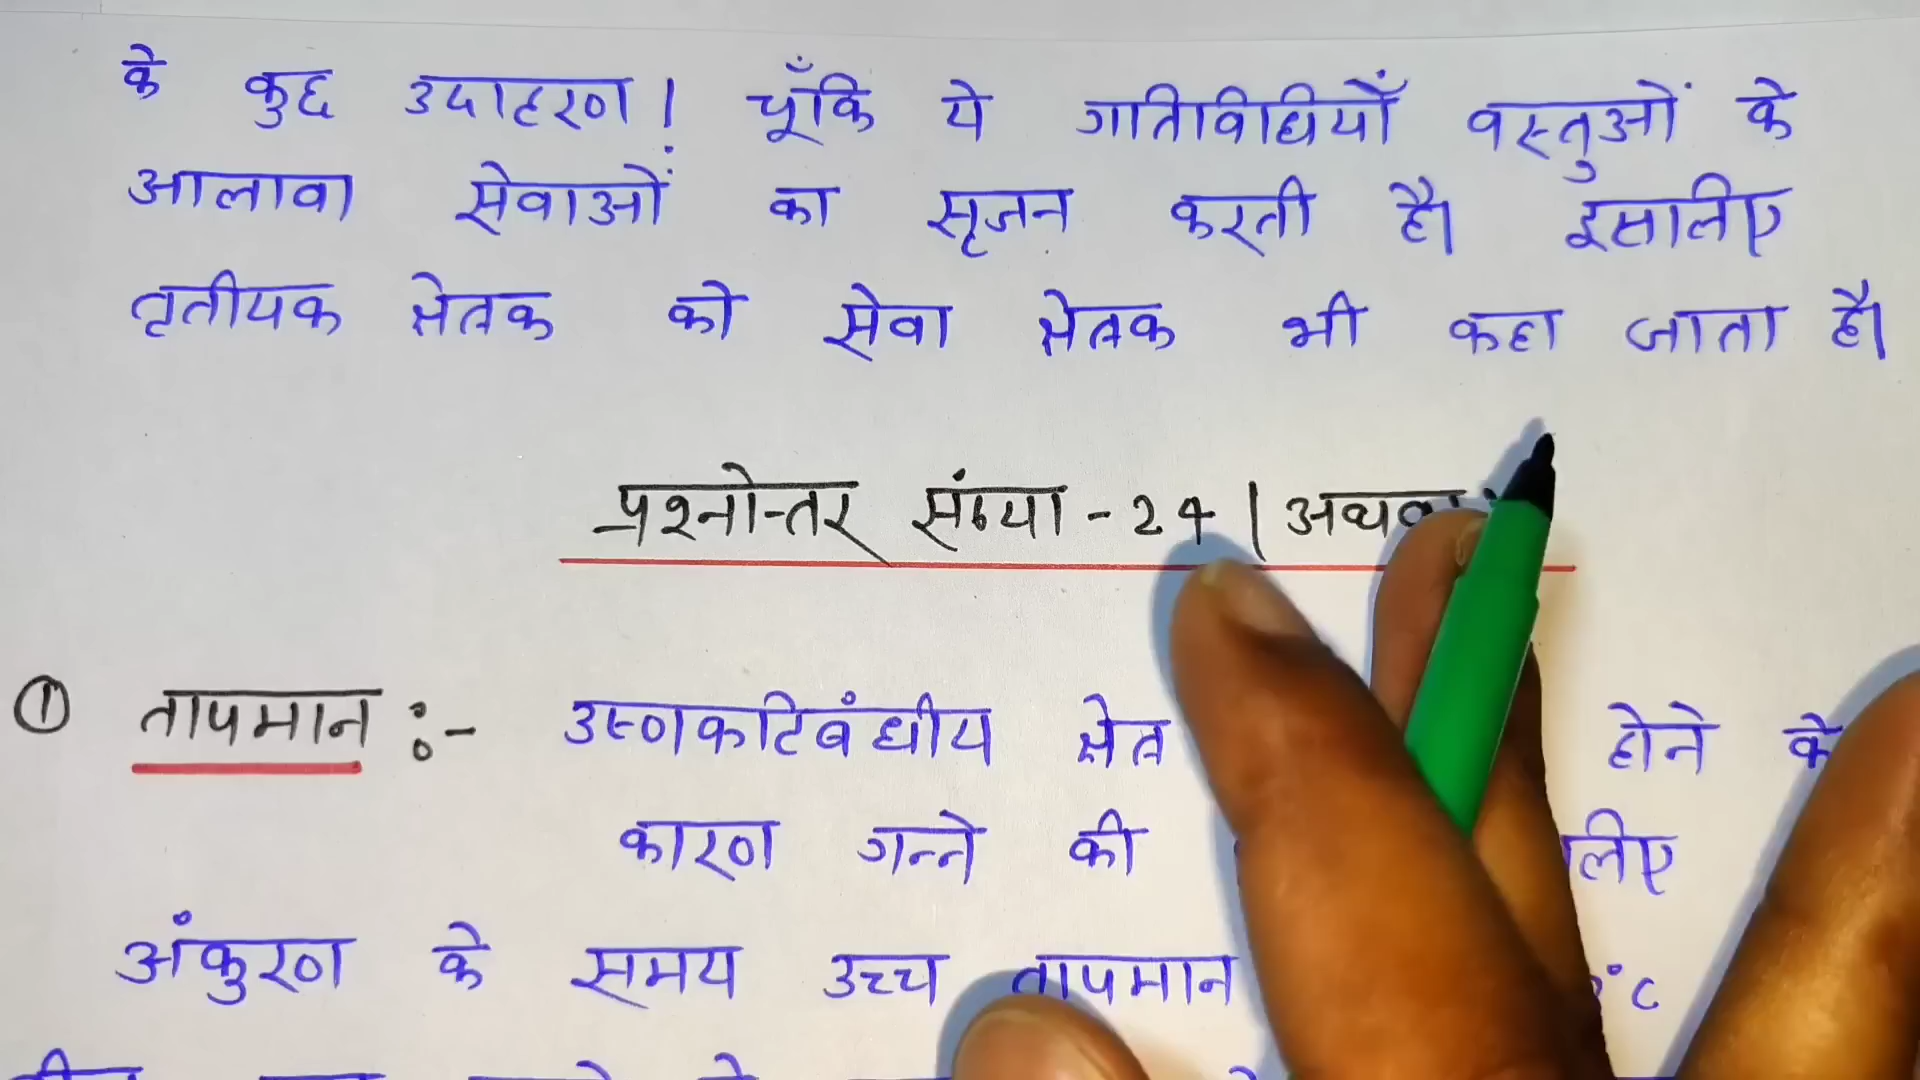 के कुछ उदाहरण। चूँकि ये गतिविधियाँ वस्तुओं के
आलावा सेवाओं का सृजन करती है। इसलिए
तृतीयक क्षेत्रक को सेवा क्षेत्रक भी कहा जाता है।
प्रश्नोत्तर संख्या - 24 | अथवा
① तापमान :- उष्णकटिबंधीय क्षेत्र होने के
कारण गन्ने की लिए
अंकुरण के समय उच्च तापमान °C